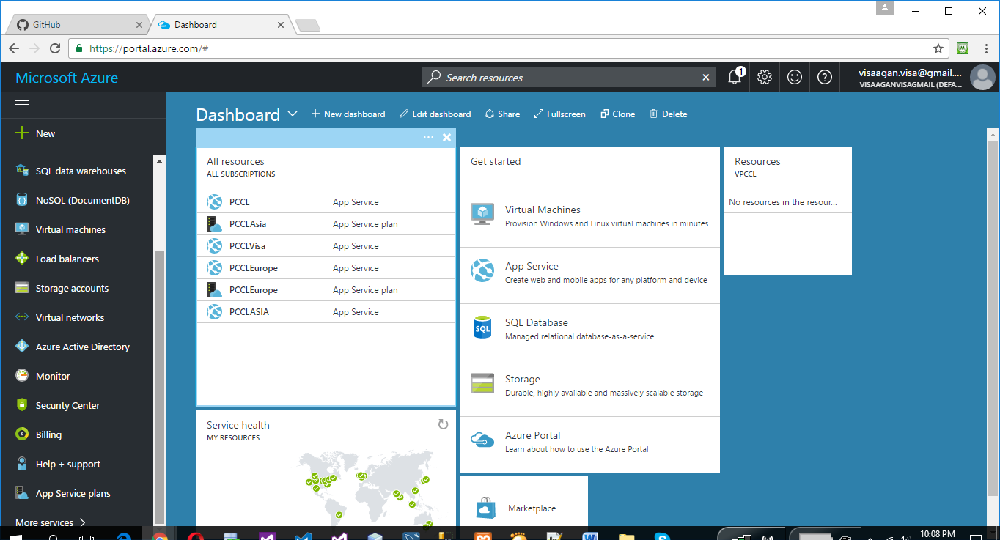 GitHub
Dashboard
https://portal.azure.com/#
Microsoft Azure
Search resources
1
visaagan.visa@gmail....
VISAAGANVISAGMAIL (DEFA...
New
SQL data warehouses
NoSQL (DocumentDB)
Virtual machines
Load balancers
Storage accounts
Virtual networks
Azure Active Directory
Monitor
Security Center
Billing
Help + support
App Service plans
More services
Dashboard
New dashboard
Edit dashboard
Share
Fullscreen
Clone
Delete
All resources
ALL SUBSCRIPTIONS
PCCL App Service
PCCLAsia App Service plan
PCCLVisa App Service
PCCLEurope App Service
PCCLEurope App Service plan
PCCLASIA App Service
Service health
MY RESOURCES
Get started
Virtual Machines
Provision Windows and Linux virtual machines in minutes
App Service
Create web and mobile apps for any platform and device
SQL
SQL Database
Managed relational database-as-a-service
Storage
Durable, highly available and massively scalable storage
Azure Portal
Learn about how to use the Azure Portal
Marketplace
Resources
VPCCL
No resources in the resour...
10:08 PM